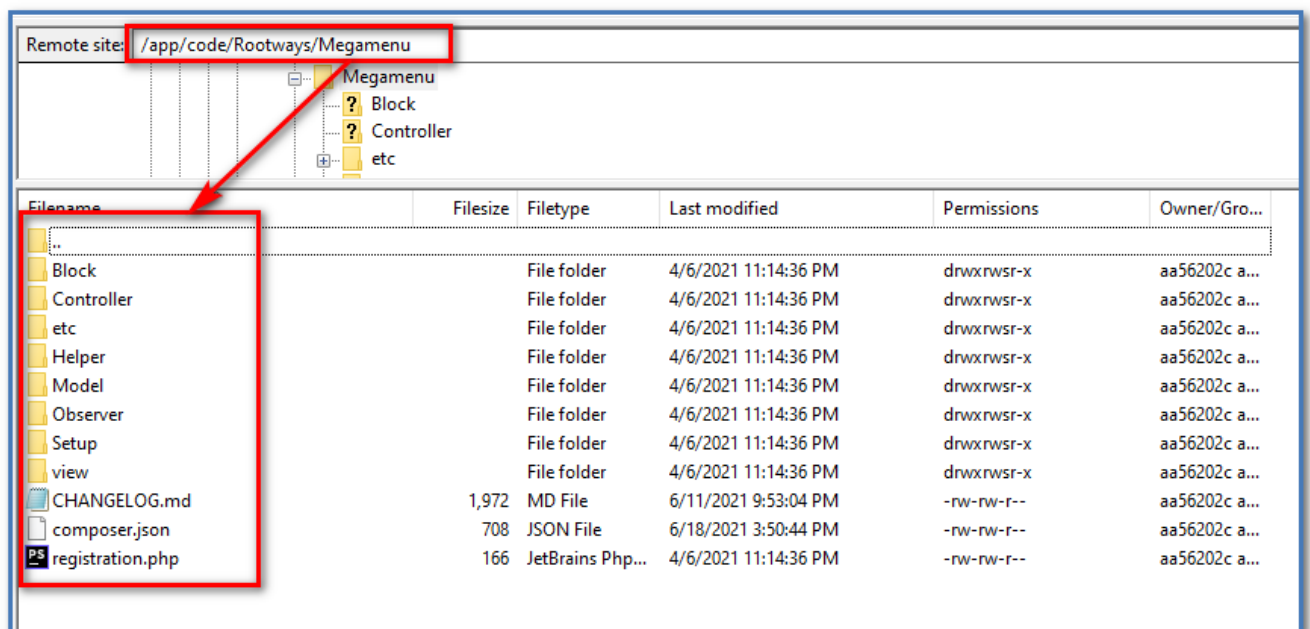 Remote site: /app/code/Rootways/Megamenu
Megamenu
? Block
? Controller
etc
Filename Filesize Filetype Last modified Permissions Owner/Gro...
..
Block File folder 4/6/2021 11:14:36 PM drwxrwsr-x aa56202c a...
Controller File folder 4/6/2021 11:14:36 PM drwxrwsr-x aa56202c a...
etc File folder 4/6/2021 11:14:36 PM drwxrwsr-x aa56202c a...
Helper File folder 4/6/2021 11:14:36 PM drwxrwsr-x aa56202c a...
Model File folder 4/6/2021 11:14:36 PM drwxrwsr-x aa56202c a...
Observer File folder 4/6/2021 11:14:36 PM drwxrwsr-x aa56202c a...
Setup File folder 4/6/2021 11:14:36 PM drwxrwsr-x aa56202c a...
view File folder 4/6/2021 11:14:36 PM drwxrwsr-x aa56202c a...
CHANGELOG.md 1,972 MD File 6/11/2021 9:53:04 PM -rw-rw-r-- aa56202c a...
composer.json 708 JSON File 6/18/2021 3:50:44 PM -rw-rw-r-- aa56202c a...
PS registration.php 166 JetBrains Php... 4/6/2021 11:14:36 PM -rw-rw-r-- aa56202c a...